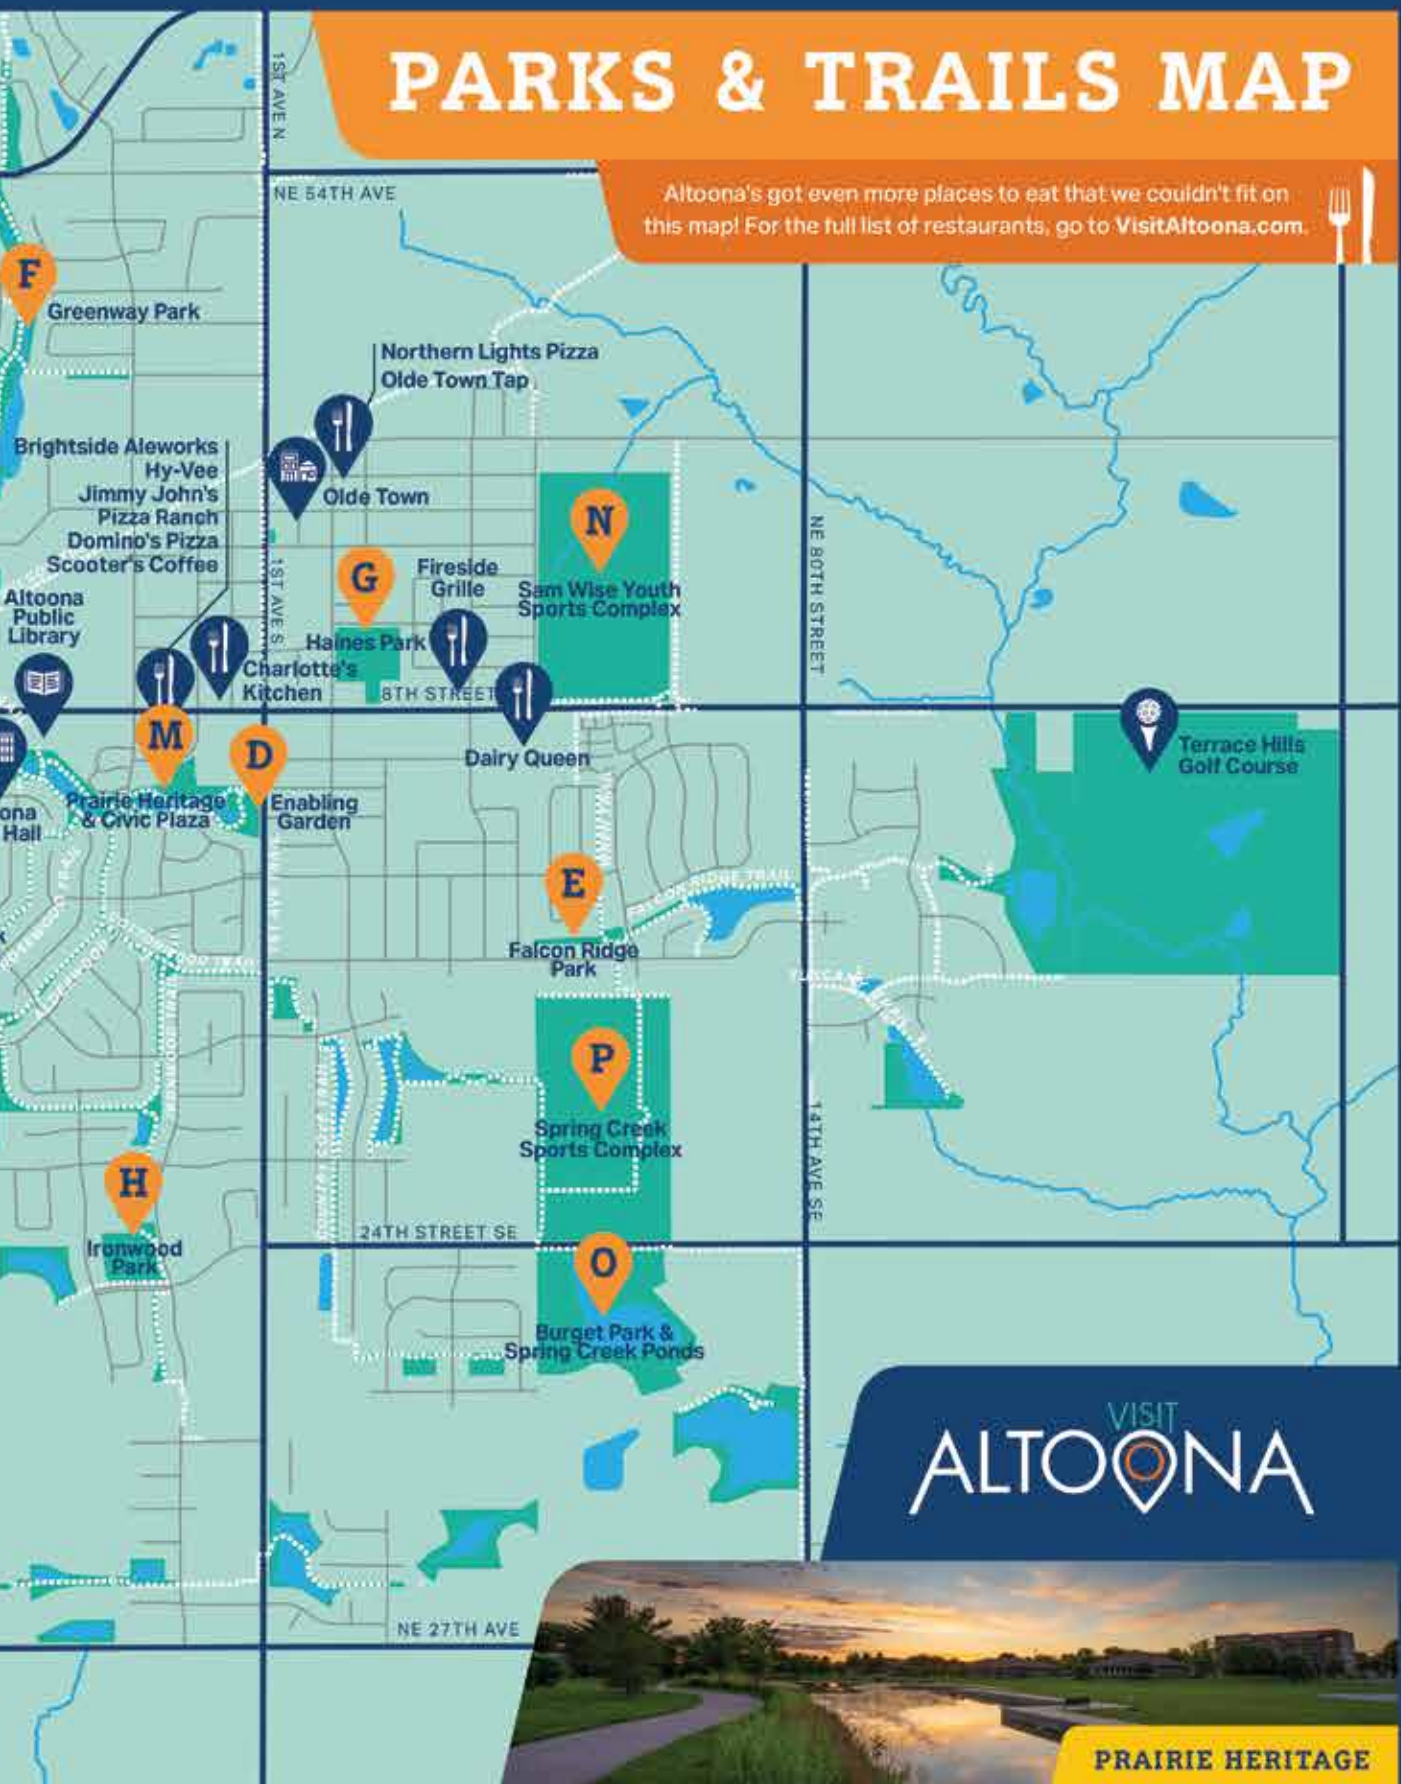 PARKS & TRAILS MAP
Altoona's got even more places to eat that we couldn't fit on
this map! For the full list of restaurants, go to VisitAltoona.com.
1ST AVE N
NE 54TH AVE
F
Greenway Park
Northern Lights Pizza
Olde Town Tap
Brightside Aleworks
Hy-Vee
Jimmy John's
Pizza Ranch
Domino's Pizza
Scooter's Coffee
Olde Town
N
Sam Wise Youth
Sports Complex
NE 80TH STREET
1ST AVE S
G
Haines Park
Fireside
Grille
Altoona
Public
Library
Charlotte's
Kitchen
8TH STREET
Dairy Queen
M
Prairie Heritage
& Civic Plaza
D
Enabling
Garden
Terrace Hills
Golf Course
ona
Hall
E
Falcon Ridge
Park
FALCON RIDGE TRAIL
k
P
Spring Creek
Sports Complex
14TH AVE SE
H
Ironwood
Park
24TH STREET SE
O
Burget Park &
Spring Creek Ponds
VISIT
ALTOONA
NE 27TH AVE
PRAIRIE HERITAGE